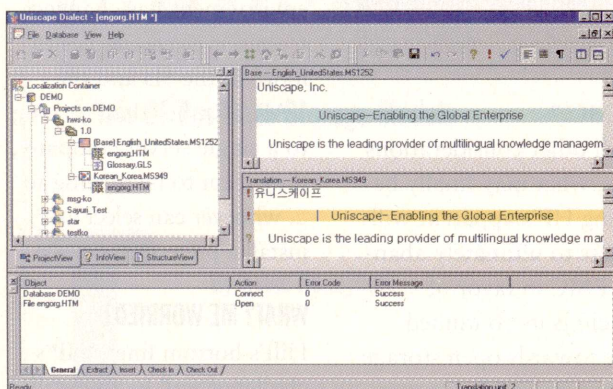 Uniscape Dialect - [engorg.HTM *]
File Database View Help
Localization Container
DEMO
Projects on DEMO
hws-ko
1.0
(Base) English_UnitedStates.MS1252
engorg.HTM
Glossary.GLS
Korean_Korea.MS949
engorg.HTM
msg-ko
Sayuri_Test
star
testko
ProjectView InfoView StructureView
Base -- English_UnitedStates.MS1252
Uniscape, Inc.
Uniscape-Enabling the Global Enterprise
Uniscape is the leading provider of multilingual knowledge managem
Translation -- Korean_Korea.MS949
! 유니스케이프
! Uniscape- Enabling the Global Enterprise
? Uniscape is the leading provider of multilingual knowledge mar
Object Action Error Code Error Message
Database DEMO Connect 0 Success
File engorg.HTM Open 0 Success
General Extract Insert Check In Check Out
Ready Translation unit 2